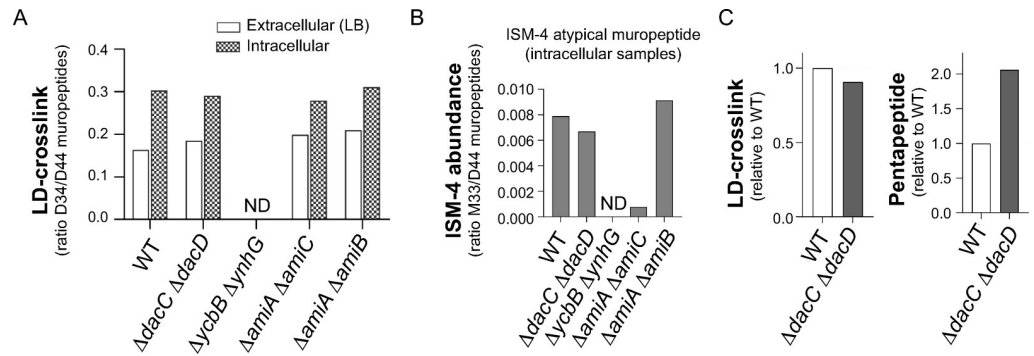 A
Extracellular (LB)
Intracellular
LD-crosslink
(ratio D34/D44 muropeptides)
0.4
0.3
0.2
0.1
0.0
ND
WT
ΔdacC ΔdacD
ΔycbB ΔynhG
ΔamiA ΔamiC
ΔamiA ΔamiB
B
ISM-4 atypical muropeptide
(intracellular samples)
ISM-4 abundance
(ratio M33/D44 muropeptides)
0.010
0.008
0.006
0.004
0.002
0.000
ND
WT
ΔdacC ΔdacD
ΔycbB ΔynhG
ΔamiA ΔamiC
ΔamiA ΔamiB
C
LD-crosslink
(relative to WT)
1.0
0.5
0.0
WT
ΔdacC ΔdacD
Pentapeptide
(relative to WT)
2.0
1.5
1.0
0.5
0.0
WT
ΔdacC ΔdacD